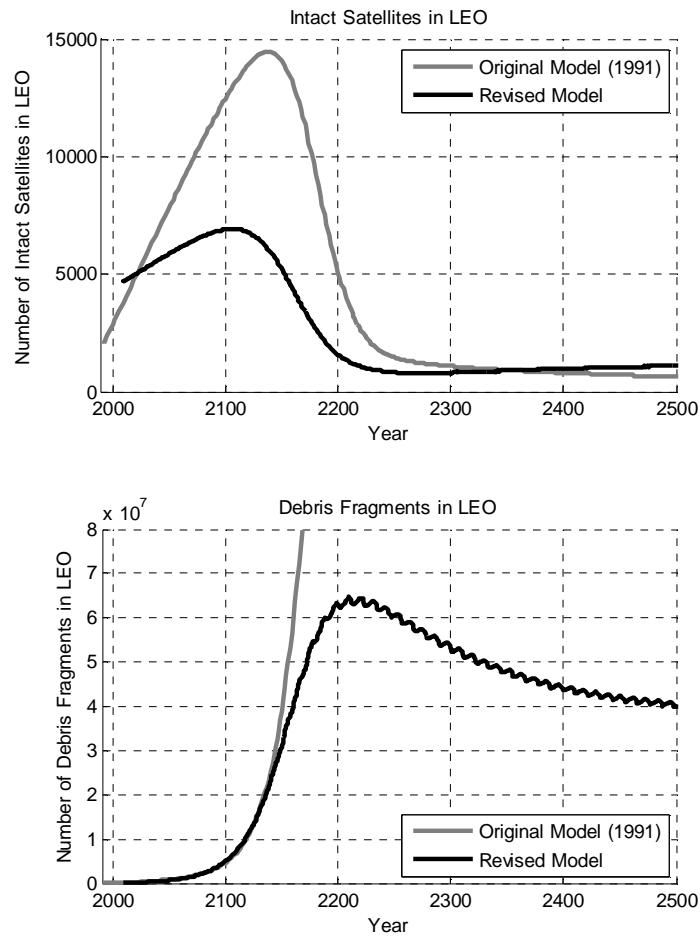 Intact Satellites in LEO
15000
10000
5000
0
Number of Intact Satellites in LEO
Original Model (1991)
Revised Model
2000 2100 2200 2300 2400 2500
Year
Debris Fragments in LEO
x 10^7
8
7
6
5
4
3
2
1
0
Number of Debris Fragments in LEO
Original Model (1991)
Revised Model
2000 2100 2200 2300 2400 2500
Year